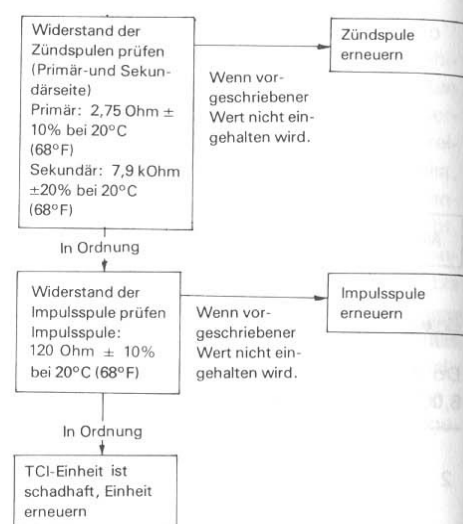 Widerstand der
Zündspulen prüfen
(Primär-und Sekun-
därseite)
Primär: 2,75 Ohm ±
10% bei 20°C
(68°F)
Sekundär: 7,9 kOhm
±20% bei 20°C
(68°F)
Wenn vor-
geschriebener
Wert nicht ein-
gehalten wird.
Zündspule
erneuern
In Ordnung
Widerstand der
Impulsspule prüfen
Impulsspule:
120 Ohm ± 10%
bei 20°C (68°F)
Wenn vor-
geschriebener
Wert nicht ein-
gehalten wird.
Impulsspule
erneuern
In Ordnung
TCI-Einheit ist
schadhaft, Einheit
erneuern